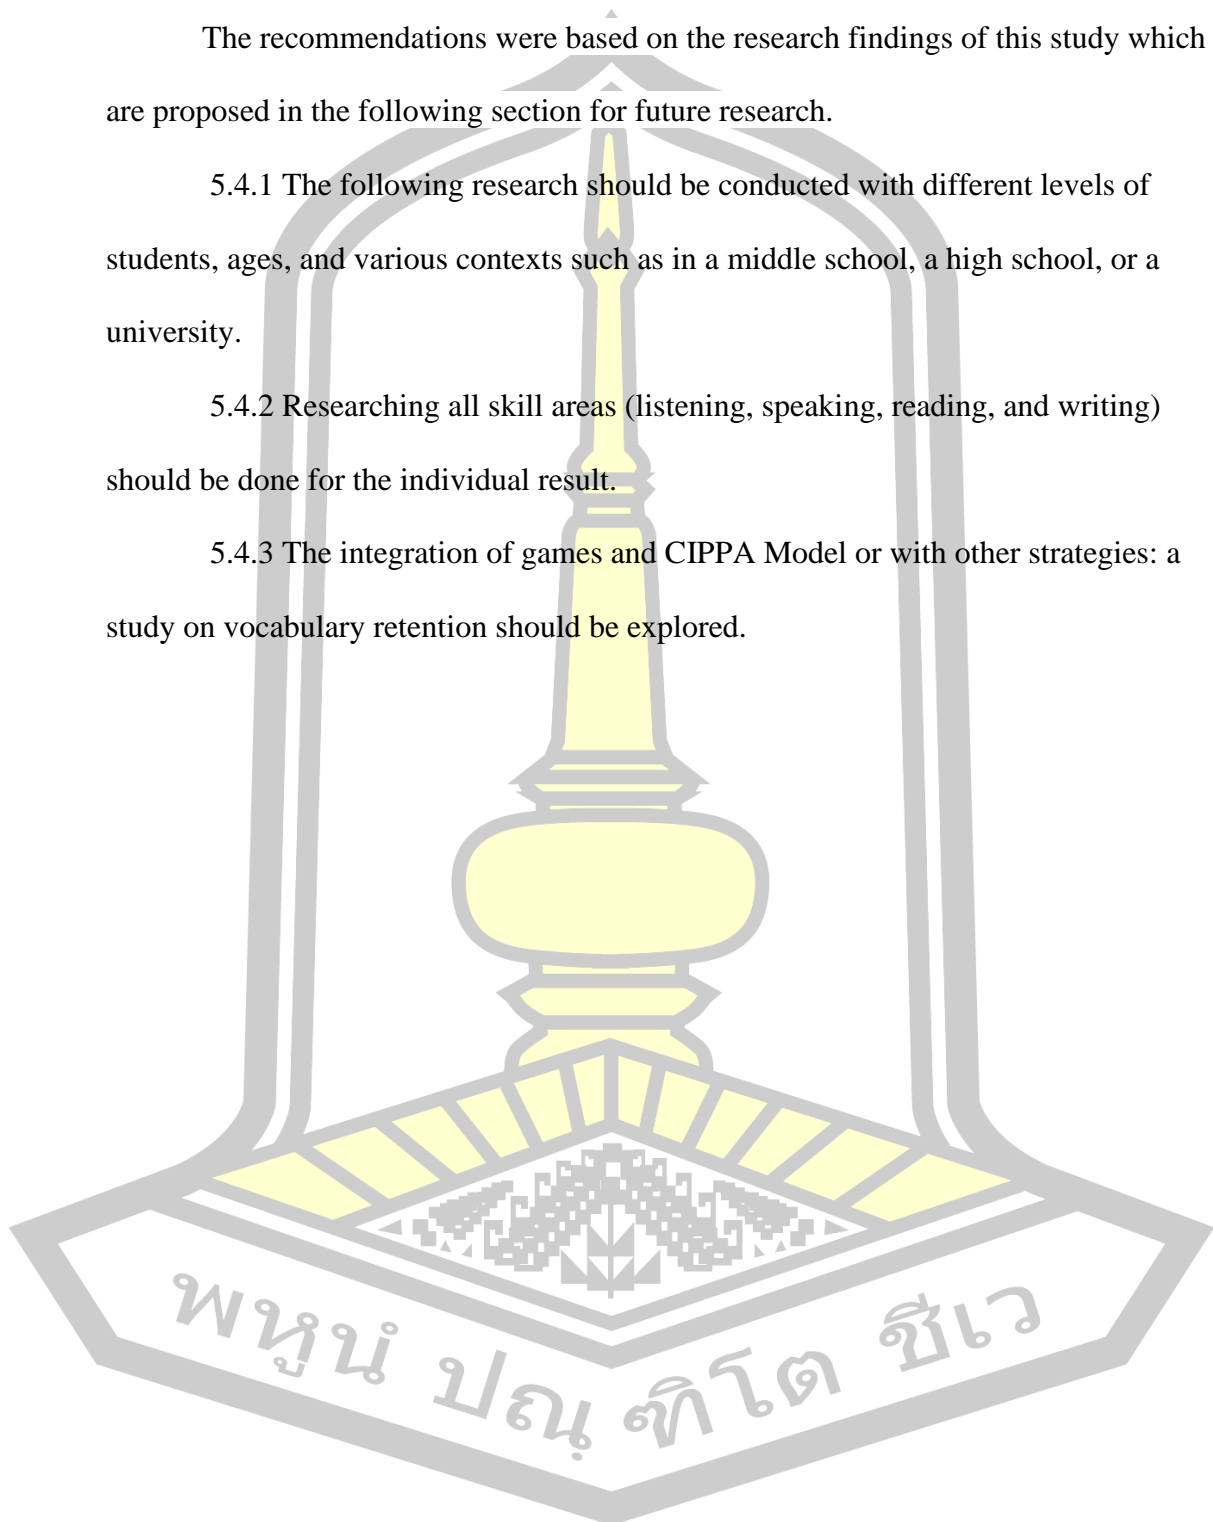 The recommendations were based on the research findings of this study which
are proposed in the following section for future research.
5.4.1 The following research should be conducted with different levels of
students, ages, and various contexts such as in a middle school, a high school, or a
university.
5.4.2 Researching all skill areas (listening, speaking, reading, and writing)
should be done for the individual result.
5.4.3 The integration of games and CIPPA Model or with other strategies: a
study on vocabulary retention should be explored.
พหูนํ ปณฺ ฑิโต ชีเว